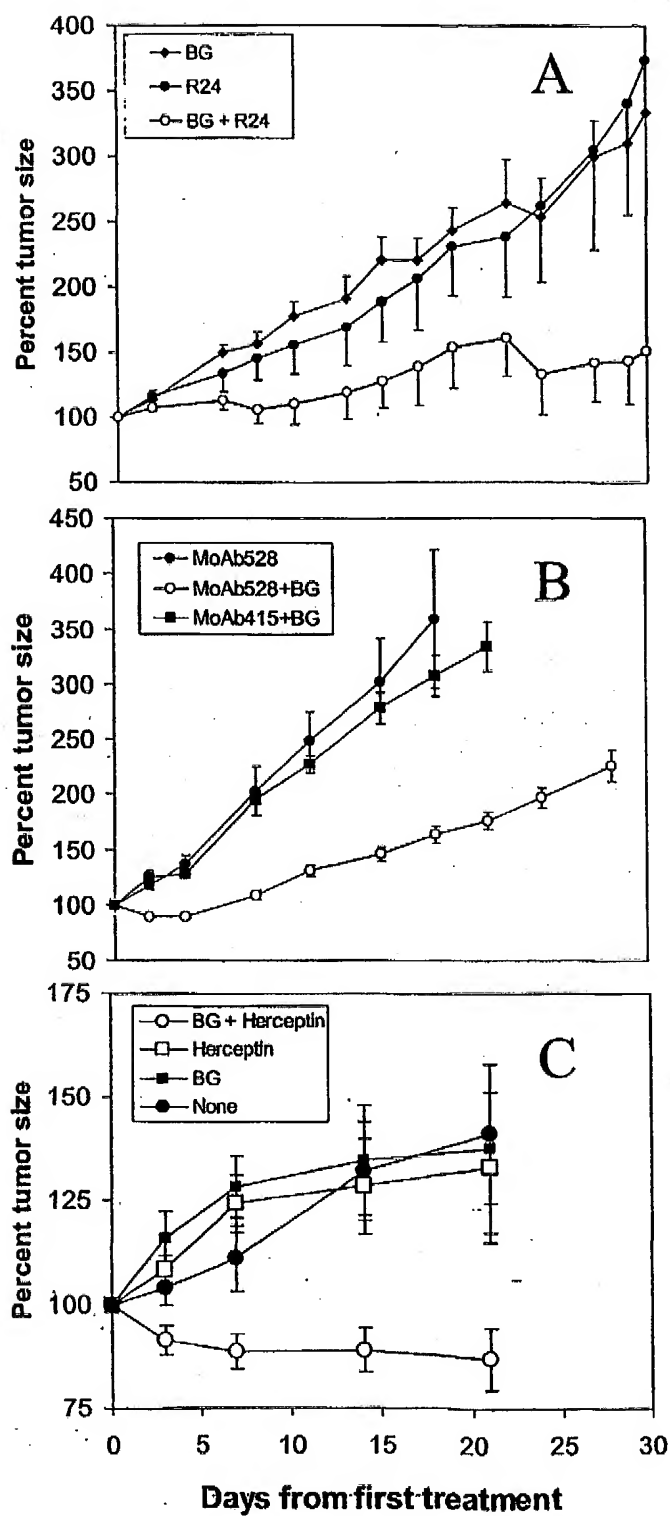 400
350
300
250
200
150
100
50
Percent tumor size
BG
R24
BG + R24
A
450
400
350
300
250
200
150
100
50
Percent tumor size
MoAb528
MoAb528+BG
MoAb415+BG
B
175
150
125
100
75
Percent tumor size
BG + Herceptin
Herceptin
BG
None
C
0 5 10 15 20 25 30
Days from first treatment